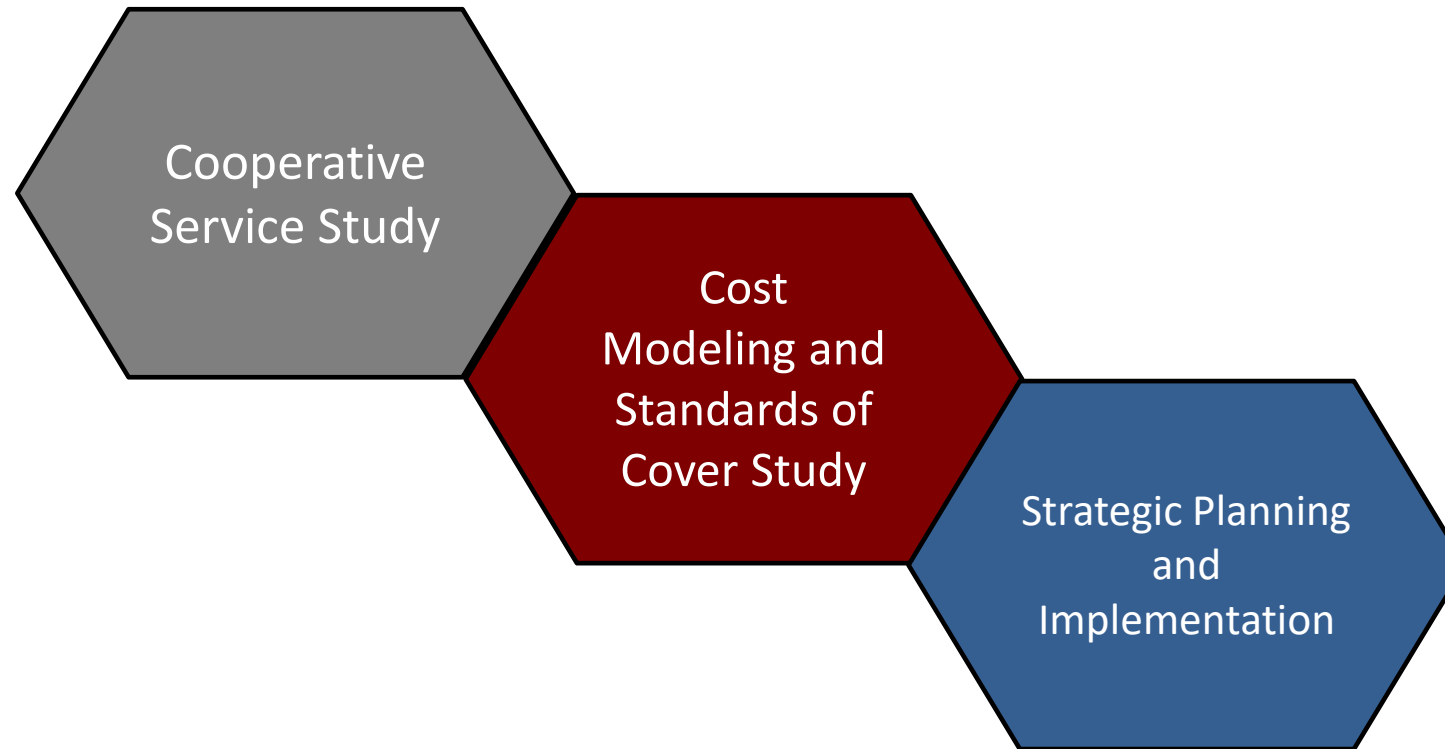 Cooperative
Service Study
Cost
Modeling and
Standards of
Cover Study
Strategic Planning
and
Implementation